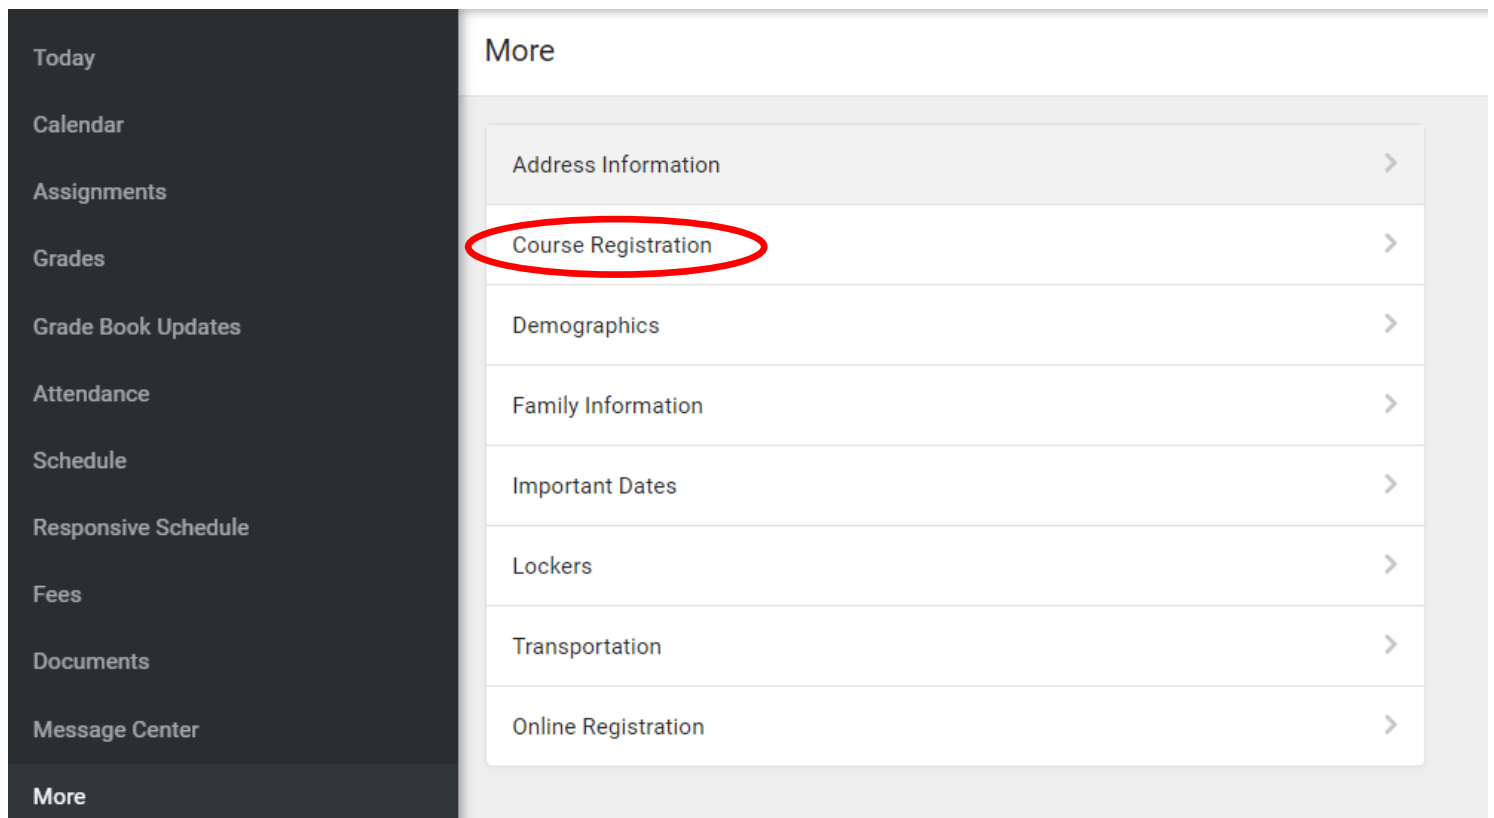 Today
Calendar
Assignments
Grades
Grade Book Updates
Attendance
Schedule
Responsive Schedule
Fees
Documents
Message Center
More
More
Address Information
Course Registration
Demographics
Family Information
Important Dates
Lockers
Transportation
Online Registration